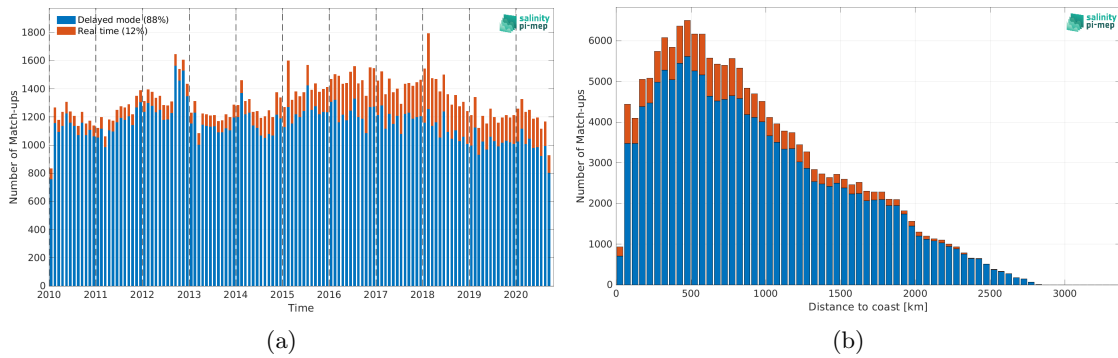 Delayed mode (88%)
Real time (12%)
salinity
pi-mep
Number of Match-ups
1800
1600
1400
1200
1000
800
600
400
200
0
2010 2011 2012 2013 2014 2015 2016 2017 2018 2019 2020
Time
(a)
salinity
pi-mep
Number of Match-ups
6000
5000
4000
3000
2000
1000
0
0 500 1000 1500 2000 2500 3000
Distance to coast [km]
(b)